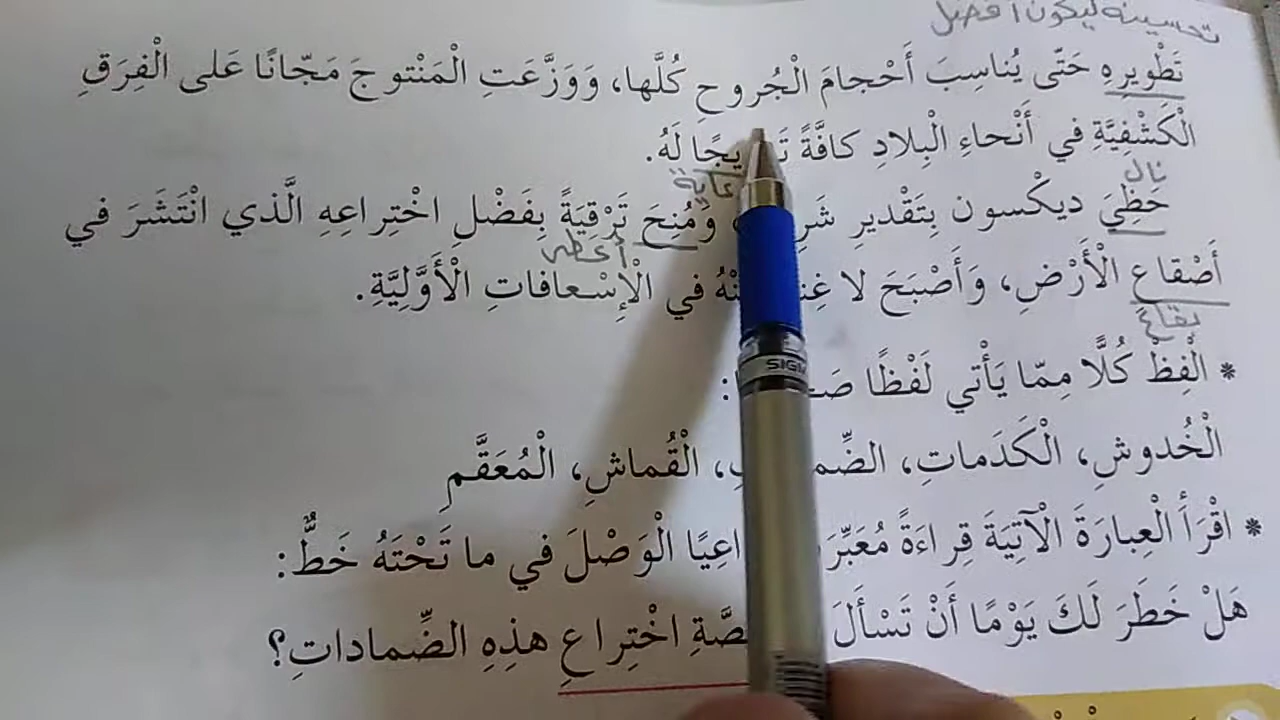 تحسينه ليكون أفضل
تَطْويرِهِ حَتّى يُناسِبَ أَحْجامَ الْجُروحِ كُلَّها، وَوَزَّعَتِ الْمَنْتوجَ مَجّانًا عَلى الْفِرَقِ
الْكَشْفِيَّةِ في أَنْحاءِ الْبِلادِ كافَّةً لَهُ.
نال
حَظِيَ ديكْسون بِتَقْديرِ وَمُنِحَ تَرْقِيَةً بِفَضْلِ اخْتِراعِهِ الَّذي انْتَشَرَ في
أَصْقاعِ الْأَرْضِ، وَأَصْبَحَ لا في الْإِسْعافاتِ الْأَوَّلِيَّةِ.
بقاع
* الْفِظْ كُلًّا مِمّا يَأْتي لَفْظًا :
الْخُدوشِ، الْكَدَماتِ، الْقُماشِ، الْمُعَقَّمِ
* اقْرَأَ الْعِبارَةَ الْآتِيَةَ قِراءَةً الْوَصْلَ في ما تَحْتَهُ خَطٌّ:
هَلْ خَطَرَ لَكَ يَوْمًا أَنْ تَسْأَلَ اخْتِراعِ هذِهِ الضِّماداتِ؟
SIGMA